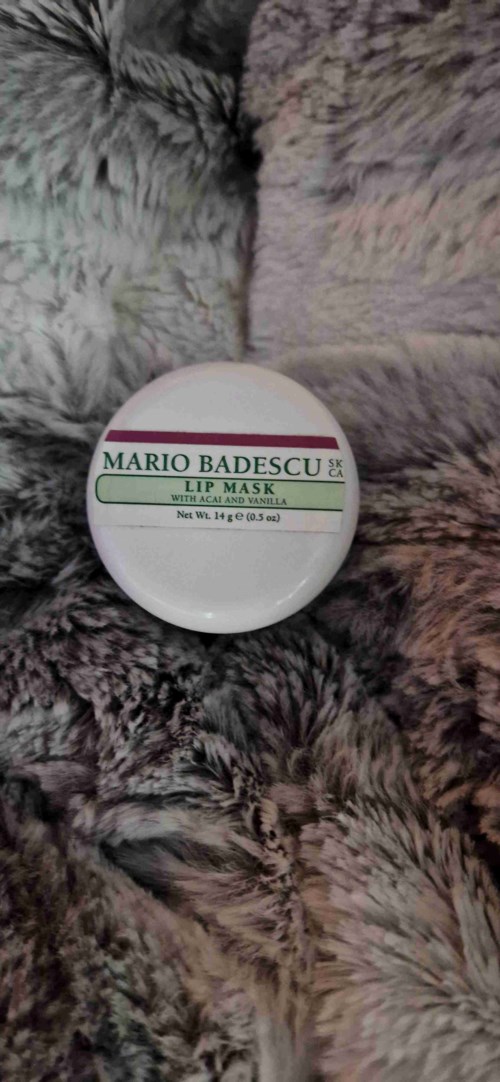 MARIO BADESCU SK CA
LIP MASK
WITH ACAI AND VANILLA
Net Wt. 14 g ℮ (0.5 oz)